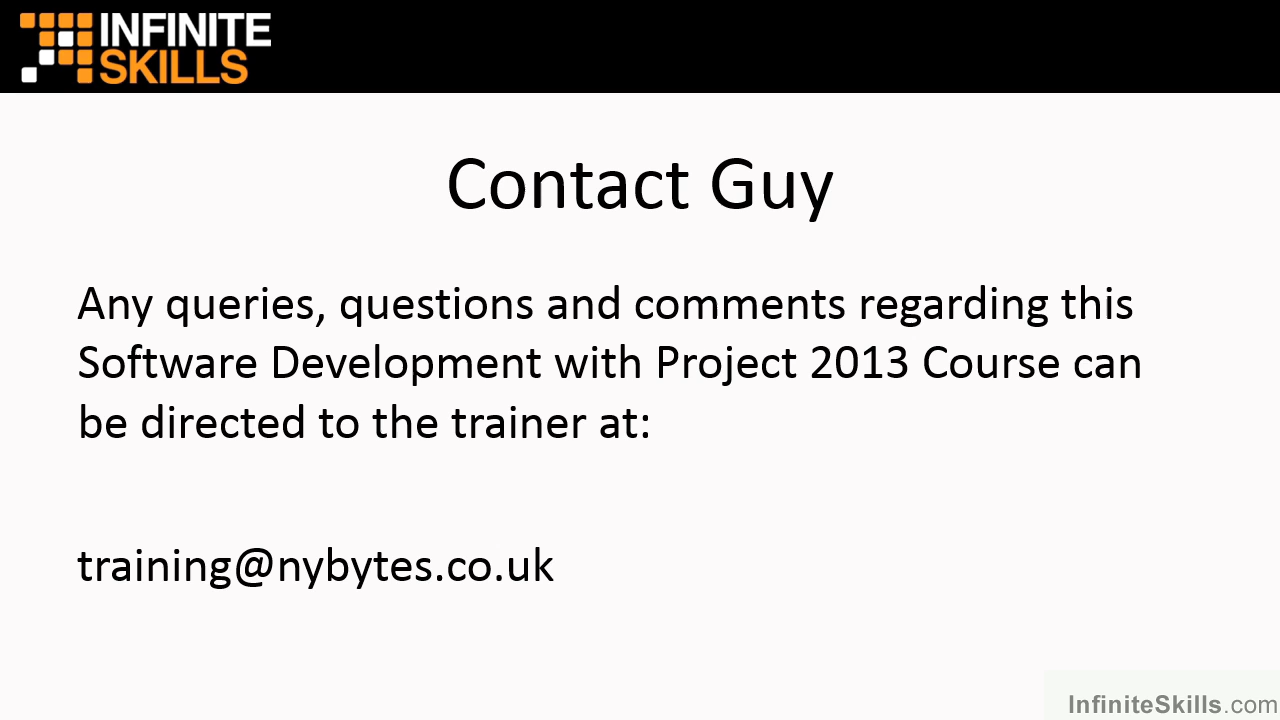 INFINITE
SKILLS
Contact Guy
Any queries, questions and comments regarding this
Software Development with Project 2013 Course can
be directed to the trainer at:
training@nybytes.co.uk
InfiniteSkills.com